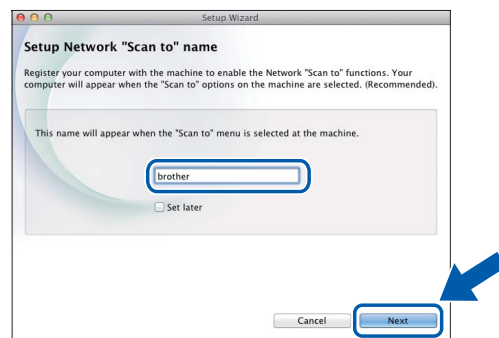 Setup Wizard
Setup Network "Scan to" name
Register your computer with the machine to enable the Network "Scan to" functions. Your
computer will appear when the "Scan to" options on the machine are selected. (Recommended).
This name will appear when the "Scan to" menu is selected at the machine.
brother
Set later
Cancel
Next